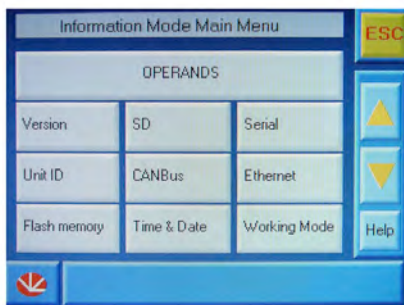 Information Mode Main Menu
ESC
OPERANDS
Version SD Serial
Unit ID CANBus Ethernet
Flash memory Time & Date Working Mode
Help